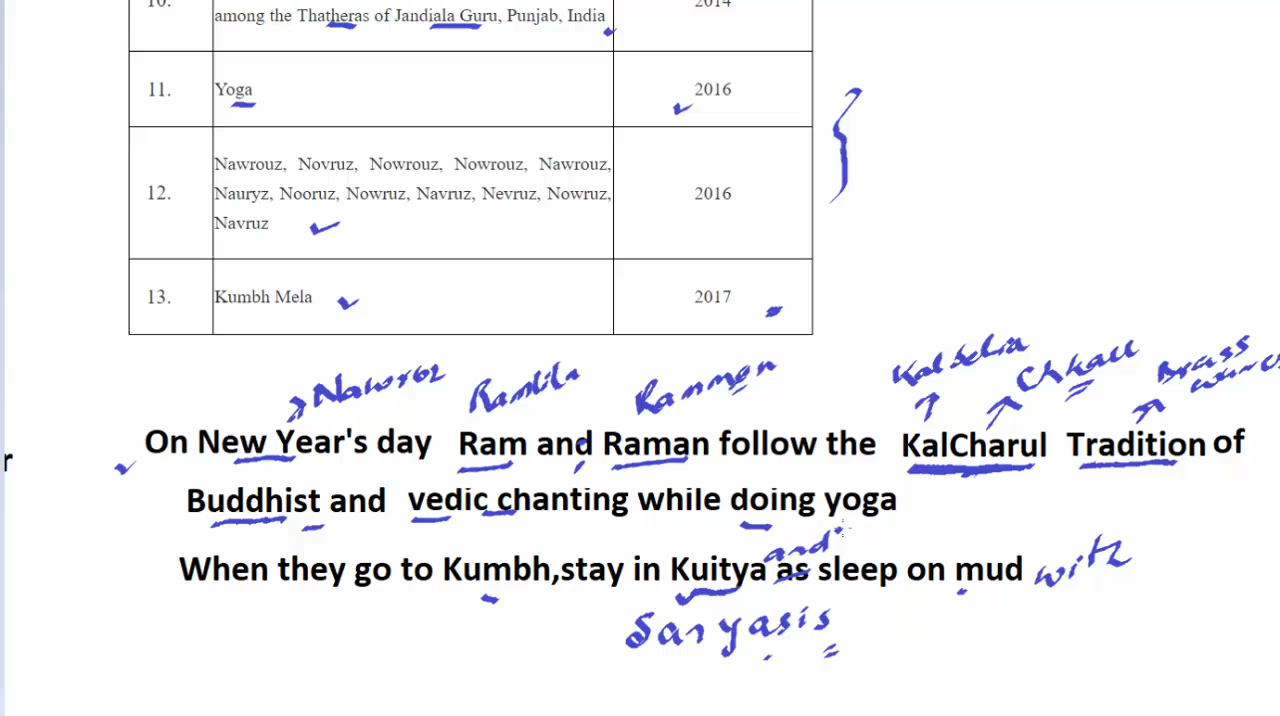 10.
among the Thatheras of Jandiala Guru, Punjab, India
2014
11.
Yoga
2016
Nawrouz, Novruz, Nowrouz, Nowrouz, Nawrouz,
12.
Nauryz, Nooruz, Nowruz, Navruz, Nevruz, Nowruz,
2016
Navruz
13.
Kumbh Mela
2017
Nawroz Ramlila Ranmen Kalbelia Chhau Brass
On New Year's day Ram and Raman follow the KalCharul Tradition of
r
Buddhist and vedic chanting while doing yoga
and
When they go to Kumbh,stay in Kuitya as sleep on mud with
Sanyasis